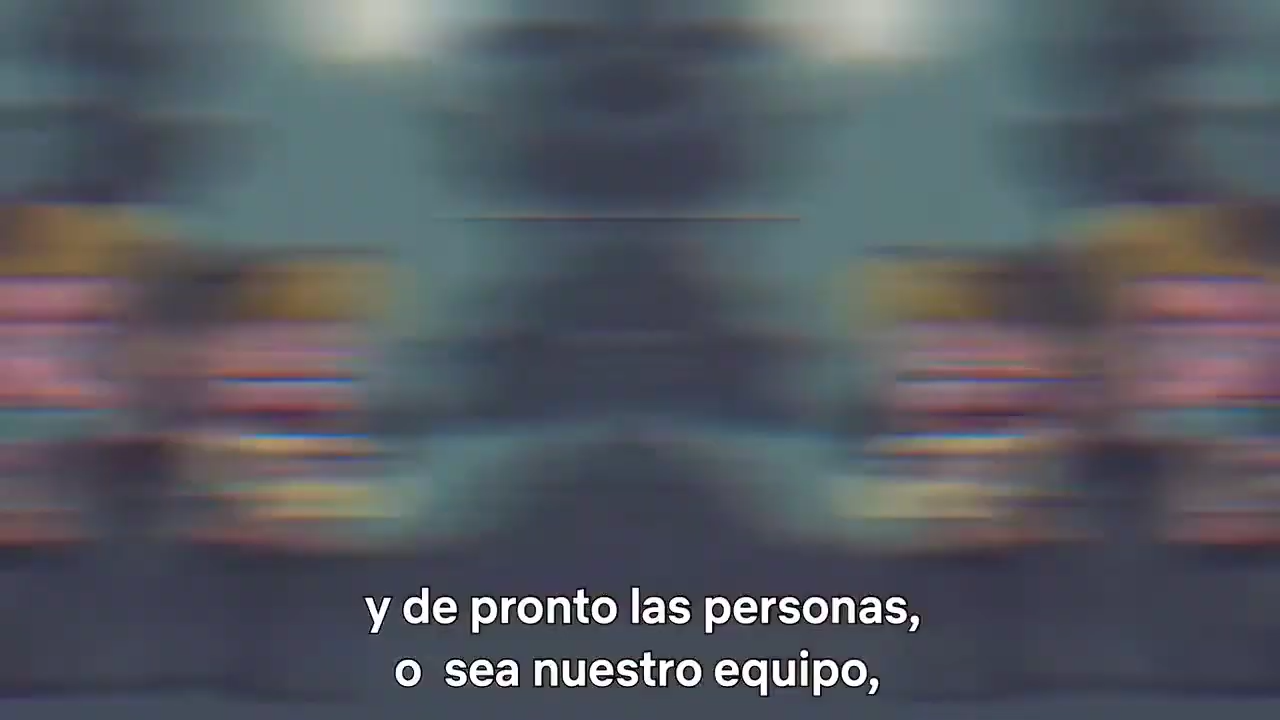 y de pronto las personas,
o  sea nuestro equipo,